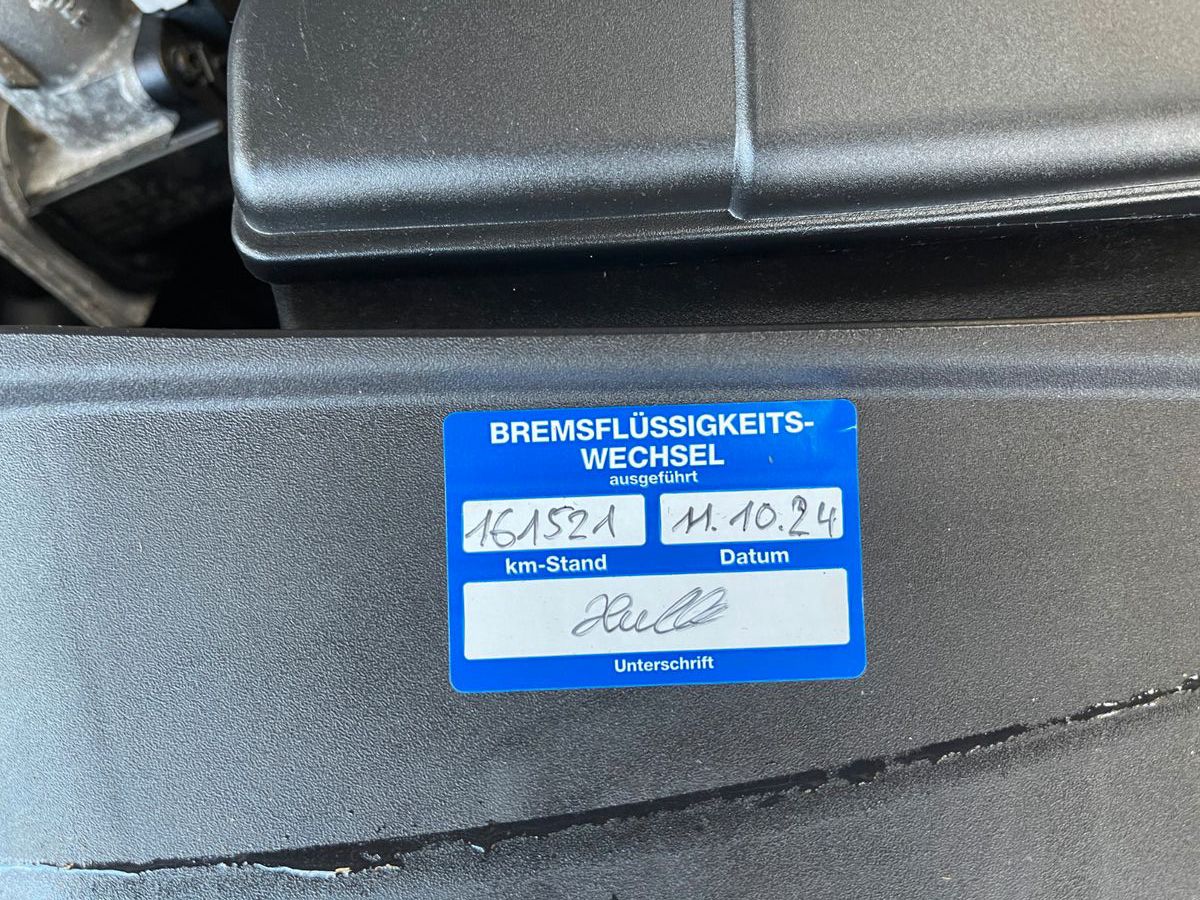 BREMSFLÜSSIGKEITS-
WECHSEL
ausgeführt
161521 11.10.24
km-Stand Datum
Unterschrift